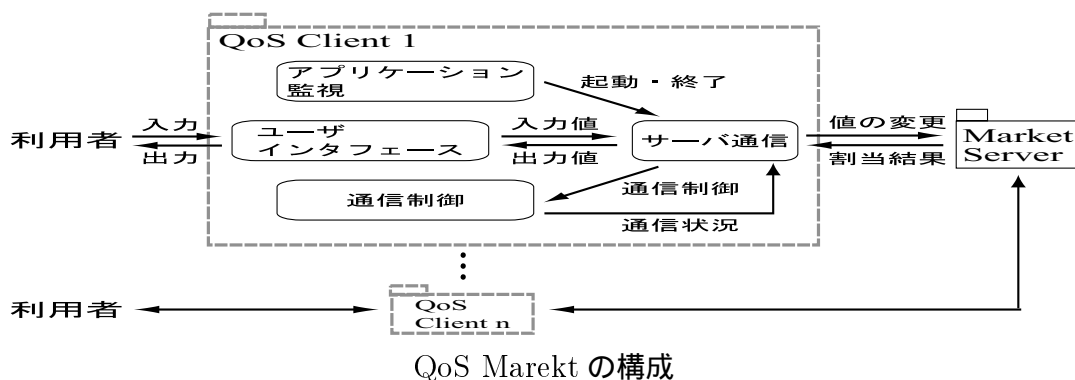 QoS Client 1
アプリケーション
監視
起動・終了
利用者
入力
出力
ユーザ
インタフェース
入力値
出力値
サーバ通信
値の変更
割当結果
Market
Server
通信制御
通信制御
通信状況
利用者
QoS
Client n
QoS Marekt の構成